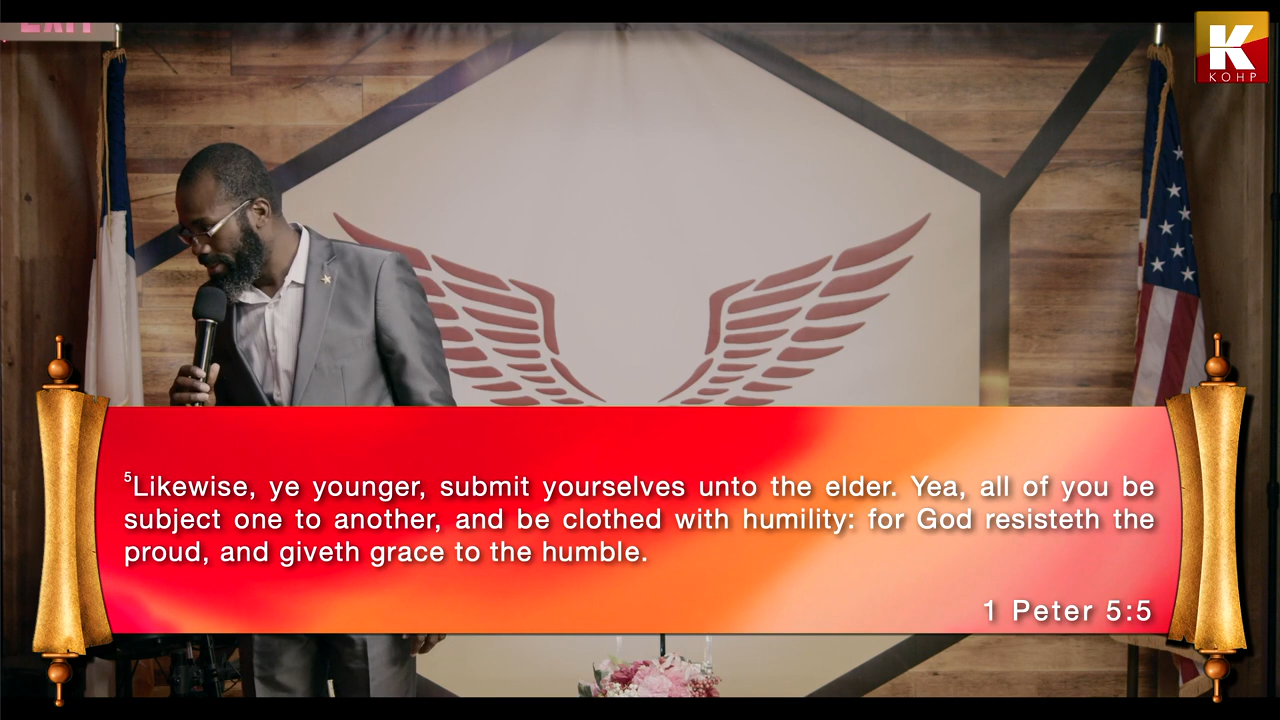 EXIT
K
KOHP
⁵Likewise, ye younger, submit yourselves unto the elder. Yea, all of you be
subject one to another, and be clothed with humility: for God resisteth the
proud, and giveth grace to the humble.
1 Peter 5:5